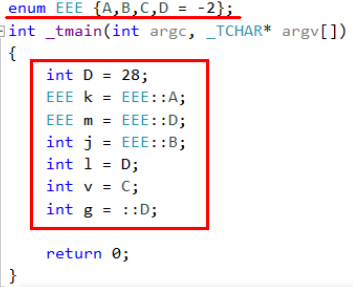 enum EEE {A,B,C,D = -2};
int _tmain(int argc, _TCHAR* argv[])
{
int D = 28;
EEE k = EEE::A;
EEE m = EEE::D;
int j = EEE::B;
int l = D;
int v = C;
int g = ::D;
return 0;
}